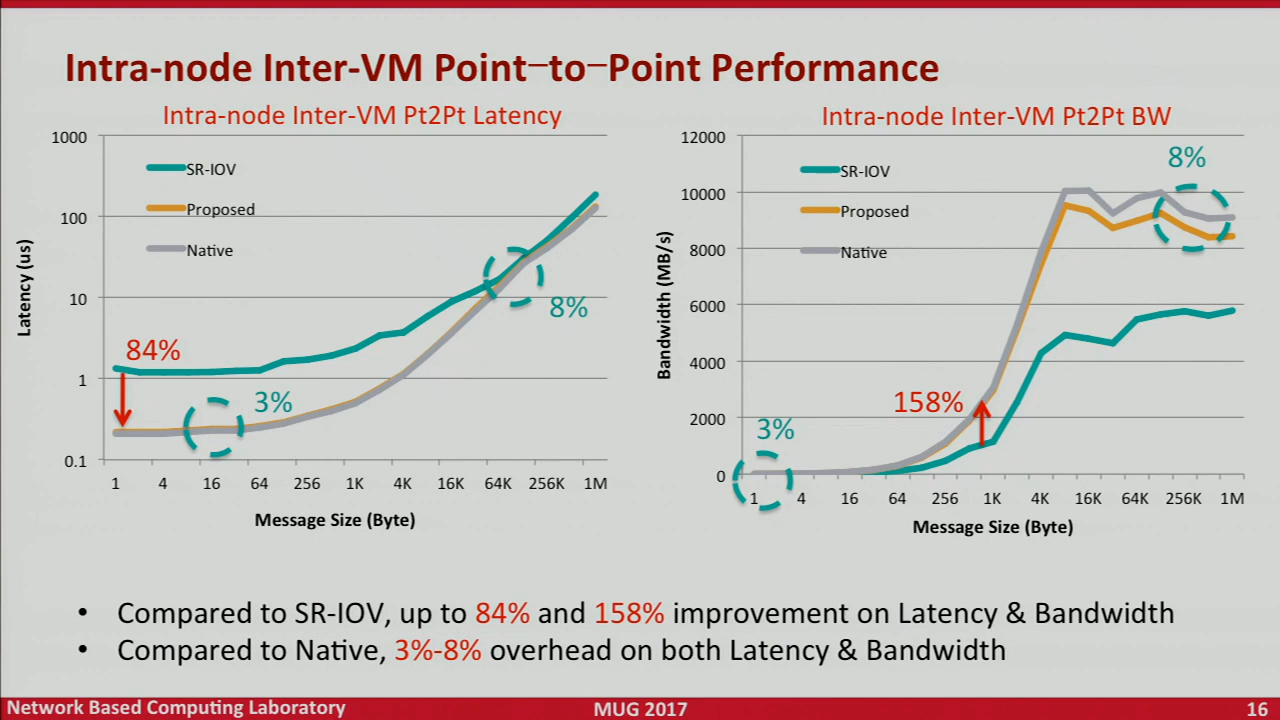 Intra-node Inter-VM Point—to—Point Performance
Intra-node Inter-VM Pt2Pt Latency
1000
100
10
1
0.1
Latency (us)
SR-IOV
Proposed
Native
84%
3%
8%
1 4 16 64 256 1K 4K 16K 64K 256K 1M
Message Size (Byte)
Intra-node Inter-VM Pt2Pt BW
12000
10000
8000
6000
4000
2000
0
Bandwidth (MB/s)
SR-IOV
Proposed
Native
8%
158%
3%
1 4 16 64 256 1K 4K 16K 64K 256K 1M
Message Size (Byte)
• Compared to SR-IOV, up to 84% and 158% improvement on Latency & Bandwidth
• Compared to Native, 3%-8% overhead on both Latency & Bandwidth
Network Based Computing Laboratory MUG 2017 16